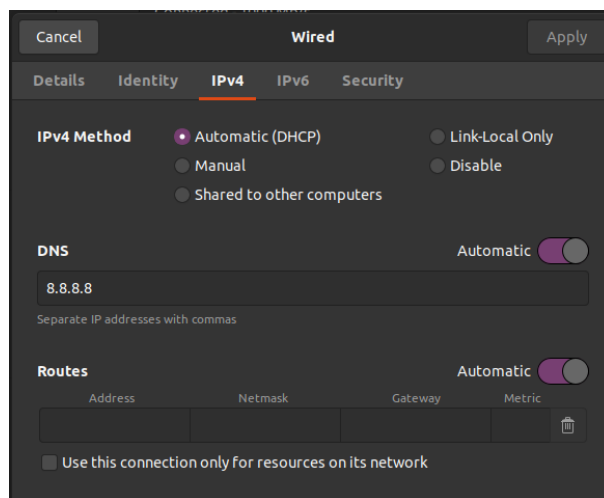 Cancel Wired Apply
Details Identity IPv4 IPv6 Security
IPv4 Method Automatic (DHCP) Link-Local Only
Manual Disable
Shared to other computers
DNS Automatic
8.8.8.8
Separate IP addresses with commas
Routes Automatic
Address Netmask Gateway Metric
Use this connection only for resources on its network